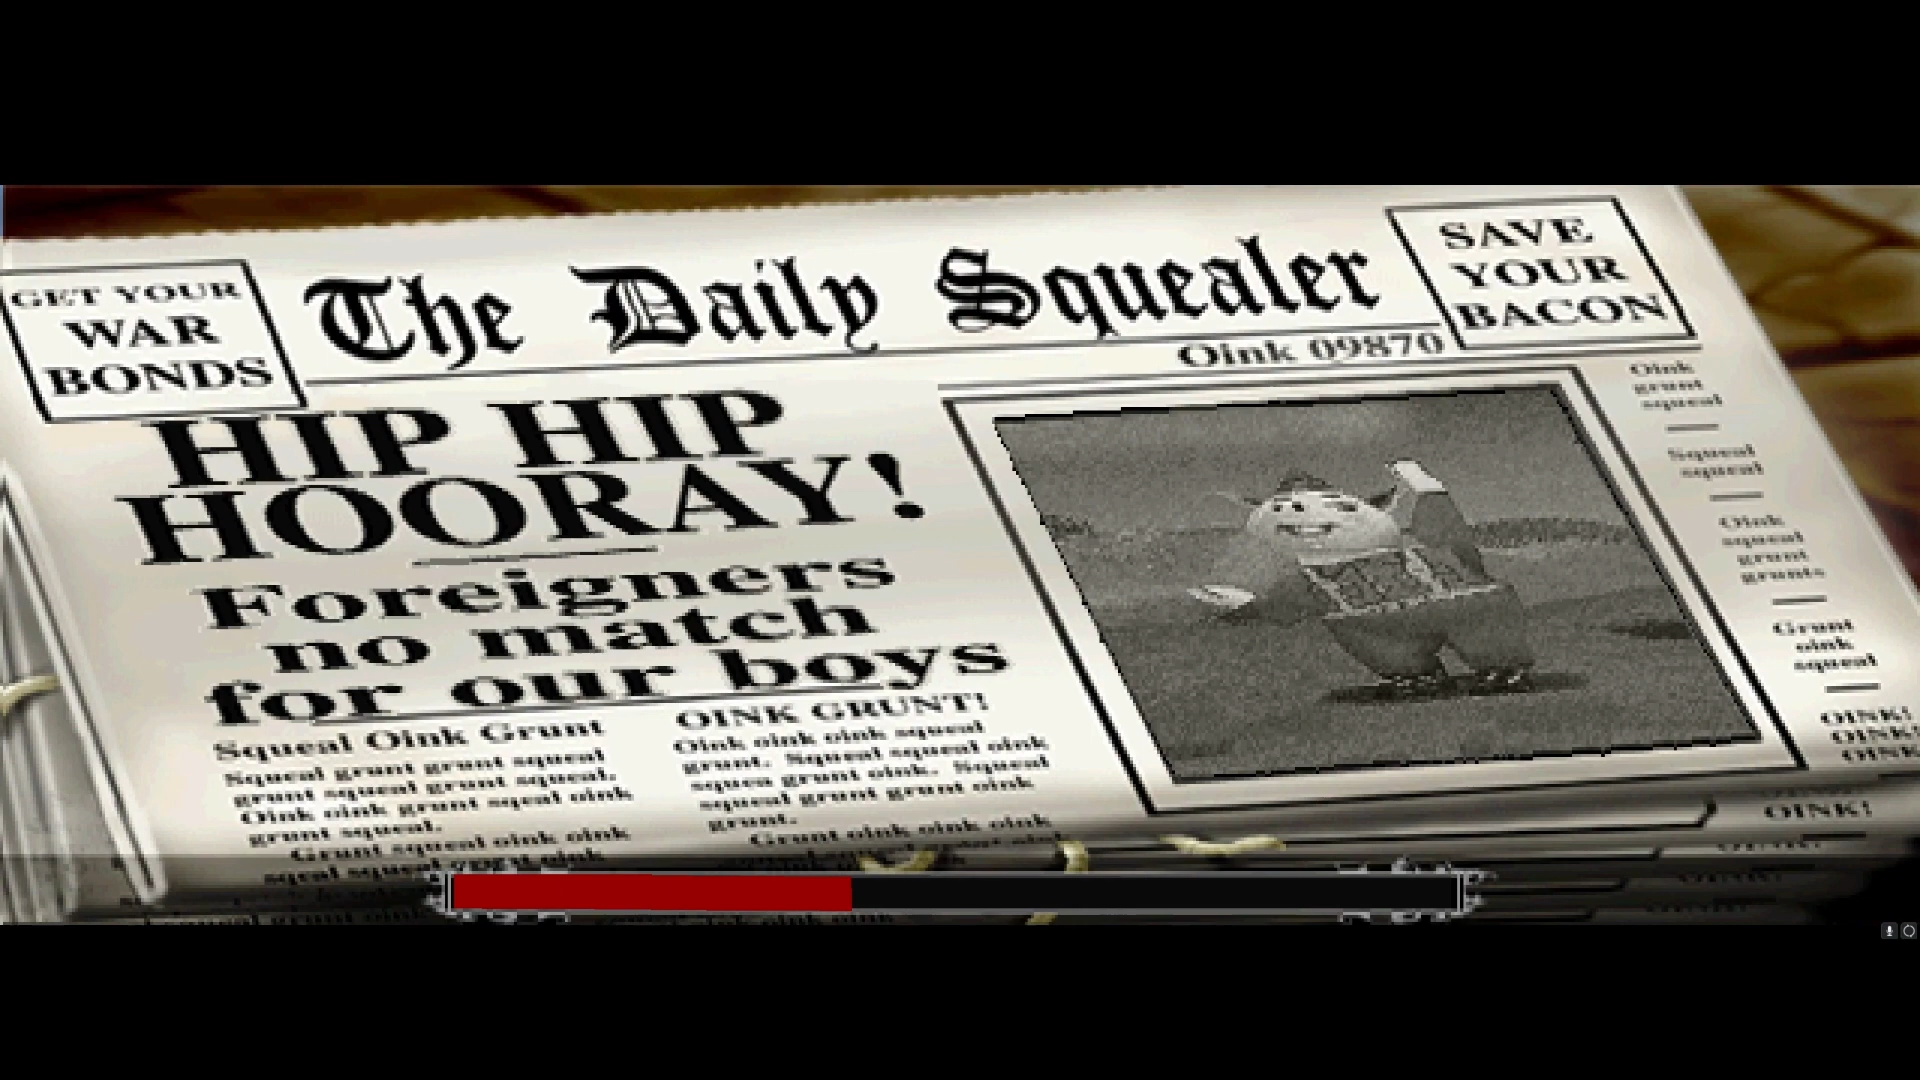 GET YOUR
WAR
BONDS
The Daily Squealer
SAVE
YOUR
BACON
Oink 09870
HIP HIP
HOORAY!
Foreigners
no match
for our boys
Squeal Oink Grunt
Squeal grunt grunt squeal
grunt squeal grunt squeal.
Oink oink grunt sqeal oink
grunt squeal.
Grunt squeal oink oink
OINK GRUNT!
Oink oink oink squeal
grunt. Squeal squeal oink
squea grunt oink. Squeal
squeal grunt grunt oink
grunt.
Grunt oink oink oink
Oink
grunt
squeal
Squeal
squeal
Oink
squeal
grunt
grunts
Grunt
oink
squeal
OINK!
OINK!
OINK
OINK!